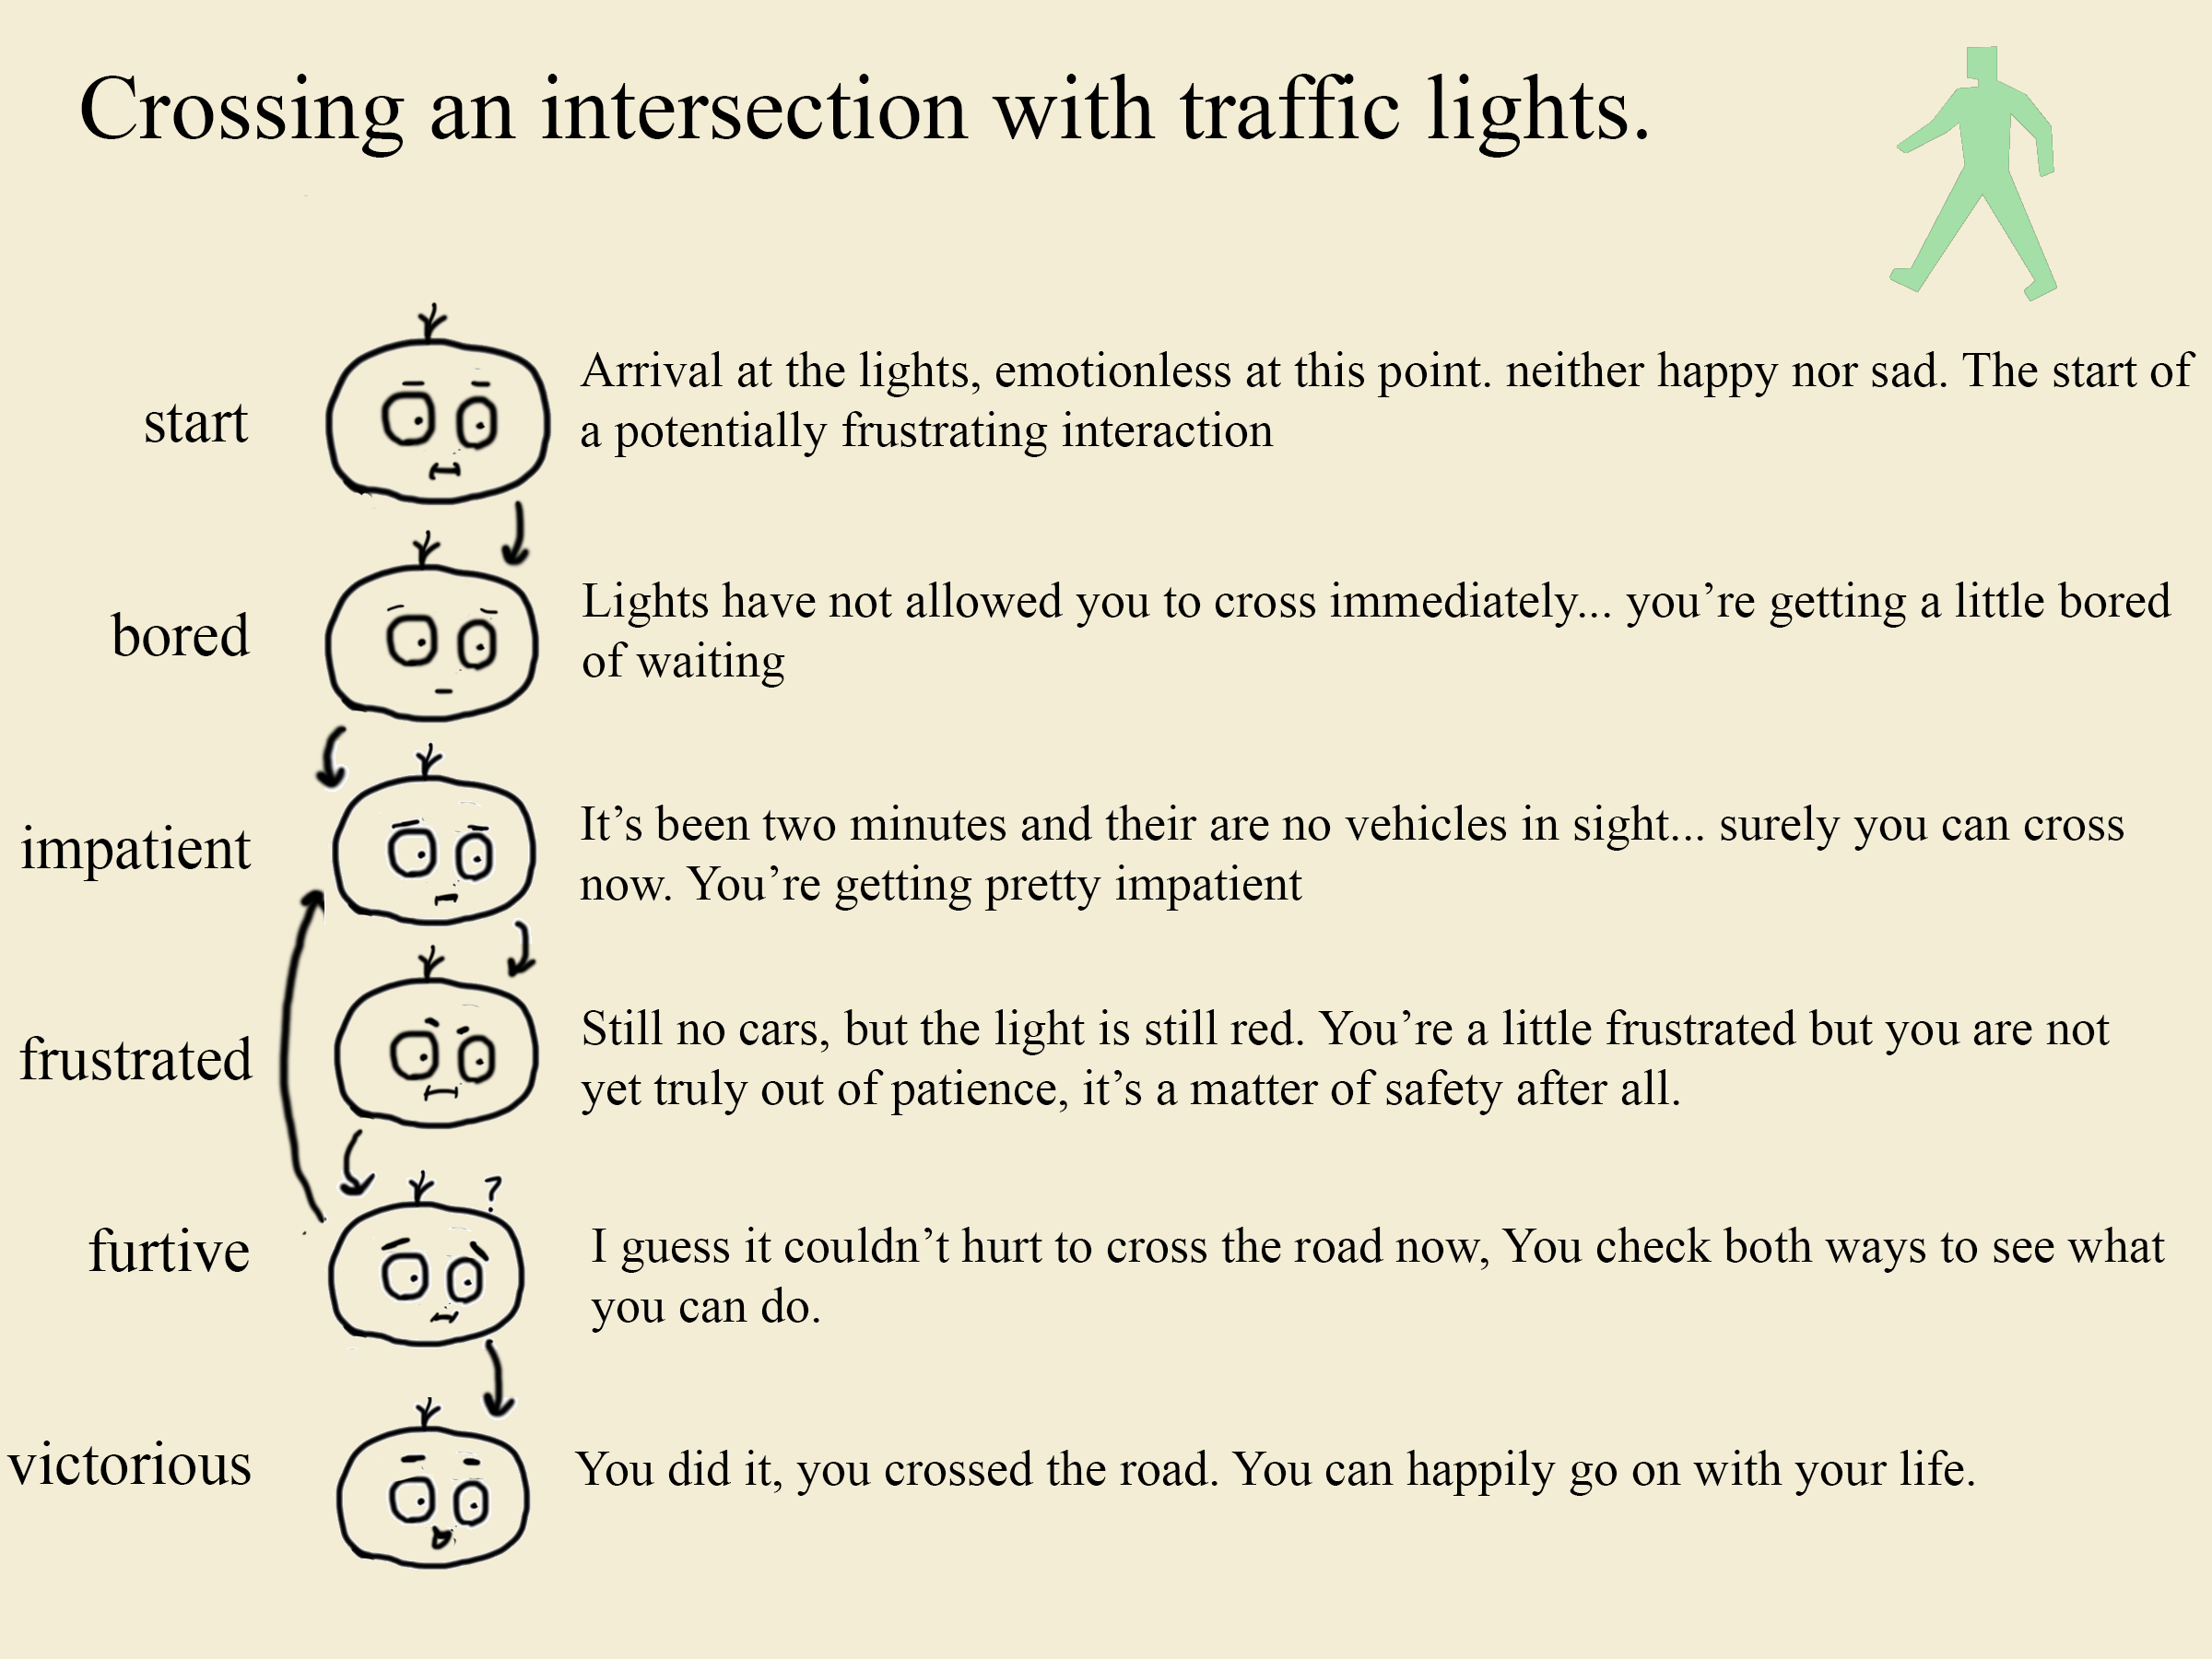 Crossing an intersection with traffic lights.
start
Arrival at the lights, emotionless at this point. neither happy nor sad. The start of
a potentially frustrating interaction
bored
Lights have not allowed you to cross immediately... you’re getting a little bored
of waiting
impatient
It’s been two minutes and their are no vehicles in sight... surely you can cross
now. You’re getting pretty impatient
frustrated
Still no cars, but the light is still red. You’re a little frustrated but you are not
yet truly out of patience, it’s a matter of safety after all.
?
furtive
I guess it couldn’t hurt to cross the road now, You check both ways to see what
you can do.
victorious
You did it, you crossed the road. You can happily go on with your life.